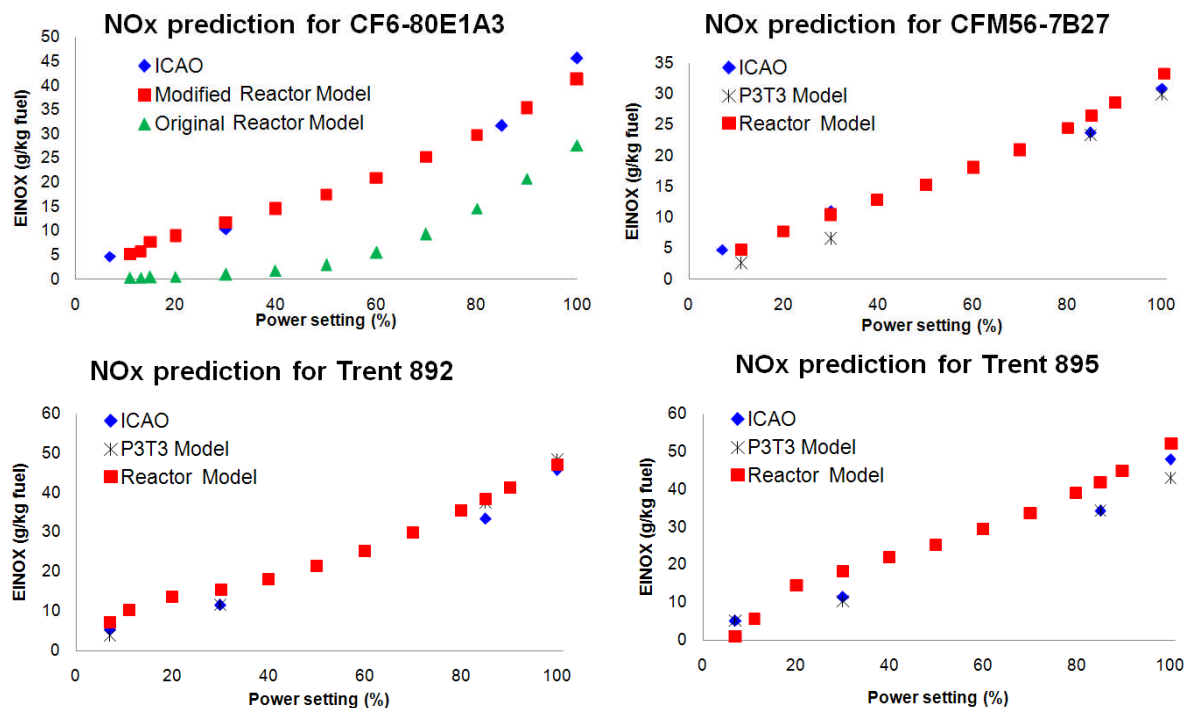 NOx prediction for CF6-80E1A3
50
45
40
35
30
25
20
15
10
5
0
EINOX (g/kg fuel)
ICAO
Modified Reactor Model
Original Reactor Model
0 20 40 60 80 100
Power setting (%)
NOx prediction for CFM56-7B27
35
30
25
20
15
10
5
0
EINOX (g/kg fuel)
ICAO
P3T3 Model
Reactor Model
0 20 40 60 80 100
Power setting (%)
NOx prediction for Trent 892
60
50
40
30
20
10
0
EINOX (g/kg fuel)
ICAO
P3T3 Model
Reactor Model
0 20 40 60 80 100
Power setting (%)
NOx prediction for Trent 895
60
50
40
30
20
10
0
EINOX (g/kg fuel)
ICAO
P3T3 Model
Reactor Model
0 20 40 60 80 100
Power setting (%)